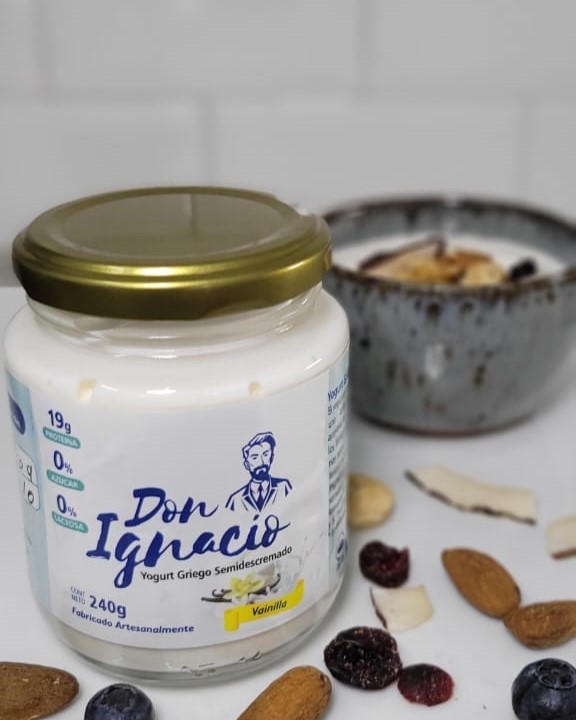 19g
PROTEINA
0%
AZUCAR
0%
LACTOSA
Don
Ignacio
Yogurt Griego Semidescremado
Vainilla
CONT
NETO
240g
Fabricado Artesanalmente